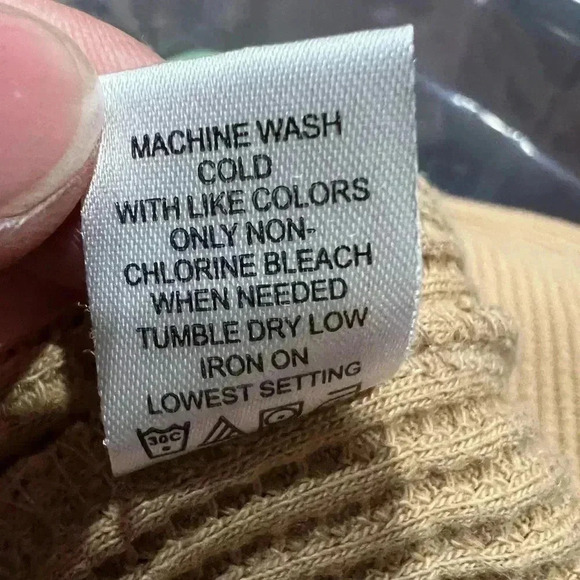 MACHINE WASH
COLD
WITH LIKE COLORS
ONLY NON-
CHLORINE BLEACH
WHEN NEEDED
TUMBLE DRY LOW
IRON ON
LOWEST SETTING
30C